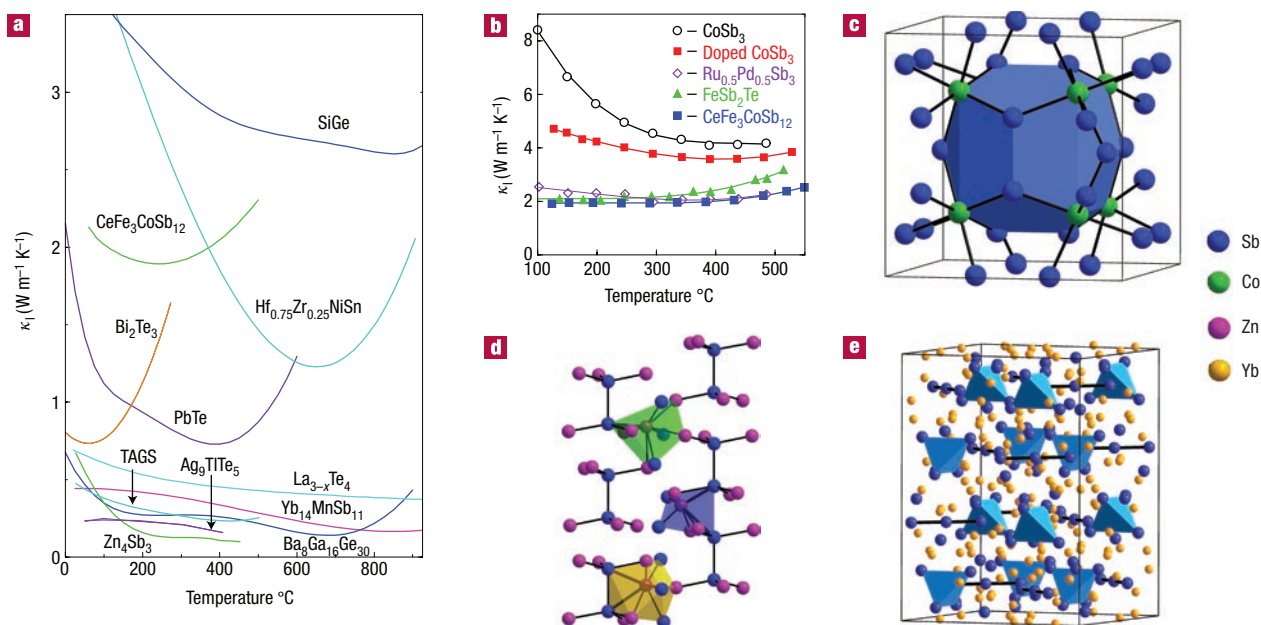 a
3
2
1
0
κl (W m–1 K–1)
SiGe
CeFe3CoSb12
Hf0.75Zr0.25NiSn
Bi2Te3
PbTe
TAGS
Ag9TlTe5
La3–xTe4
Yb14MnSb11
Zn4Sb3
Ba8Ga16Ge30
0 200 400 600 800
Temperature °C
b
8
6
4
2
0
κl (W m–1 K–1)
– CoSb3
– Doped CoSb3
– Ru0.5Pd0.5Sb3
– FeSb2Te
– CeFe3CoSb12
100 200 300 400 500
Temperature °C
c
Sb
Co
Zn
Yb
d
e